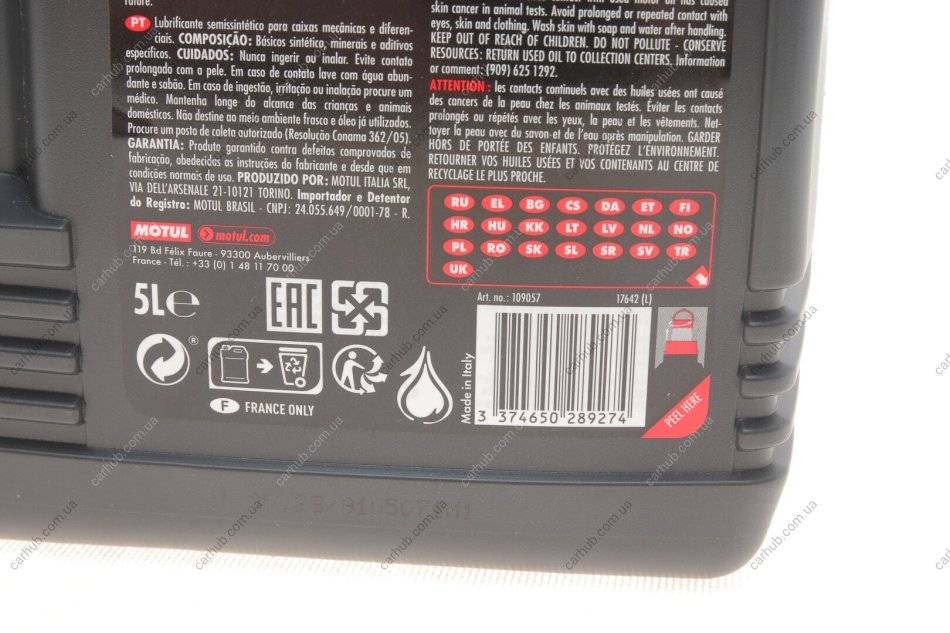 future.
PT Lubrificante semissintético para caixas mecânicas e diferen-
ciais. COMPOSIÇÃO: Básicos sintético, minerais e aditivos
específicos. CUIDADOS: Nunca ingerir ou inalar. Evite contato
prolongado com a pele. Em caso de contato lave com água abun-
dante e sabão. Em caso de ingestão, irritação ou inalação procure um
médico. Mantenha longe do alcance das crianças e animais
domésticos. Não destine ao meio ambiente frasco e óleo já utilizados.
Procure um posto de coleta autorizado (Resolução Conama 362/05).
GARANTIA: Produto garantido contra defeitos comprovados de
fabricação, obedecidas as instruções do fabricante e desde que em
condições normais de uso. PRODUZIDO POR: MOTUL ITALIA SRL,
VIA DELL'ARSENALE 21-10121 TORINO. Importador e Detentor
do Registro: MOTUL BRASIL - CNPJ: 24.055.649/0001-78 - R.
MOTUL motul.com
119 Bd Félix Faure - 93300 Aubervilliers
France - Tél.: +33 (0) 1 48 11 70 00
5L e
EAC
®
F FRANCE ONLY
skin cancer in animal tests. Avoid prolonged or repeated contact with
eyes, skin and clothing. Wash skin with soap and water after handling.
KEEP OUT OF REACH OF CHILDREN. DO NOT POLLUTE - CONSERVE
RESOURCES: RETURN USED OIL TO COLLECTION CENTERS. Information
or comment: (909) 625 1292.
ATTENTION: les contacts continuels avec des huiles usées ont causé
des cancers de la peau chez les animaux testés. Éviter les contacts
prolongés ou répétés avec les yeux, la peau et les vêtements. Net-
toyer la peau avec du savon et de l'eau après manipulation. GARDER
HORS DE PORTÉE DES ENFANTS. PROTÉGEZ L'ENVIRONNEMENT.
RETOURNER VOS HUILES USÉES ET VOS CONTENANTS AU CENTRE DE
RECYCLAGE LE PLUS PROCHE.
RU EL BG CS DA ET FI
HR HU KK LT LV NL NO
PL RO SK SL SR SV TR
UK
Art. no.: 109057 17642 (L)
Made in Italy
3 374650 289274
PEEL HERE
carhub.com.ua